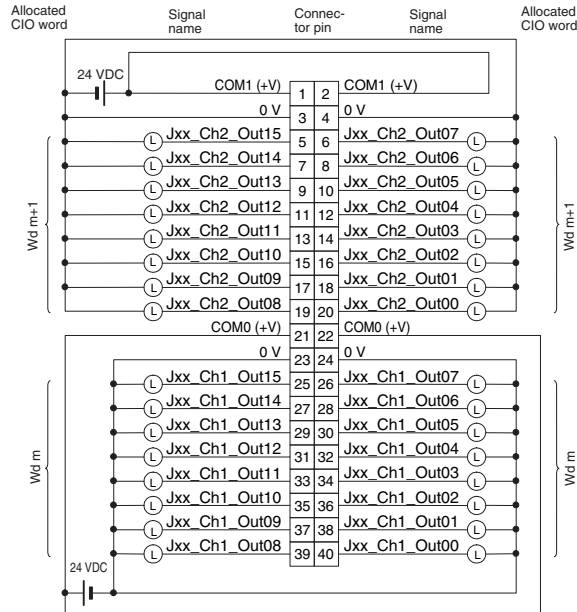 Allocated CIO word
Signal name
Connec-tor pin
Signal name
Allocated CIO word
24 VDC
COM1 (+V) 1 2 COM1 (+V)
0 V 3 4 0 V
L Jxx_Ch2_Out15 5 6 Jxx_Ch2_Out07 L
L Jxx_Ch2_Out14 7 8 Jxx_Ch2_Out06 L
L Jxx_Ch2_Out13 9 10 Jxx_Ch2_Out05 L
L Jxx_Ch2_Out12 11 12 Jxx_Ch2_Out04 L
L Jxx_Ch2_Out11 13 14 Jxx_Ch2_Out03 L
L Jxx_Ch2_Out10 15 16 Jxx_Ch2_Out02 L
L Jxx_Ch2_Out09 17 18 Jxx_Ch2_Out01 L
L Jxx_Ch2_Out08 19 20 Jxx_Ch2_Out00 L
Wd m+1
Wd m+1
COM0 (+V) 21 22 COM0 (+V)
0 V 23 24 0 V
L Jxx_Ch1_Out15 25 26 Jxx_Ch1_Out07 L
L Jxx_Ch1_Out14 27 28 Jxx_Ch1_Out06 L
L Jxx_Ch1_Out13 29 30 Jxx_Ch1_Out05 L
L Jxx_Ch1_Out12 31 32 Jxx_Ch1_Out04 L
L Jxx_Ch1_Out11 33 34 Jxx_Ch1_Out03 L
L Jxx_Ch1_Out10 35 36 Jxx_Ch1_Out02 L
L Jxx_Ch1_Out09 37 38 Jxx_Ch1_Out01 L
L Jxx_Ch1_Out08 39 40 Jxx_Ch1_Out00 L
Wd m
Wd m
24 VDC